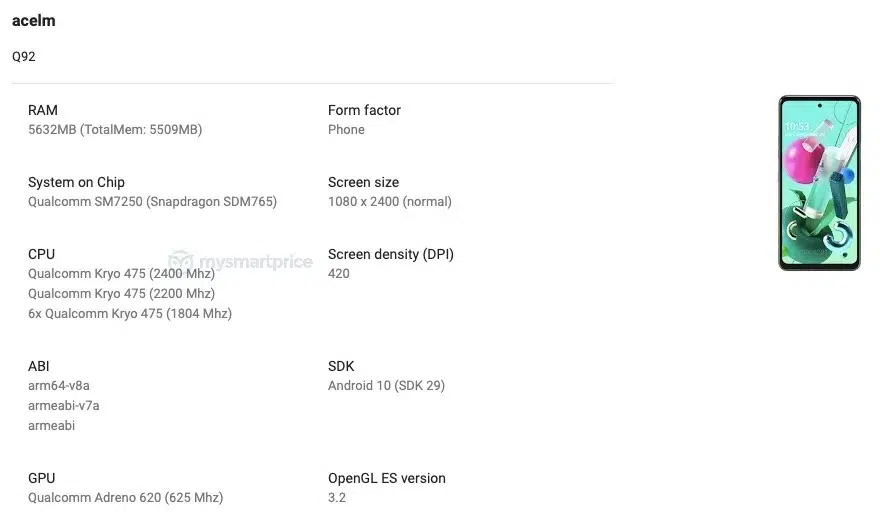 acelm
Q92
RAM
5632MB (TotalMem: 5509MB)
Form factor
Phone
System on Chip
Qualcomm SM7250 (Snapdragon SDM765)
Screen size
1080 x 2400 (normal)
CPU
Qualcomm Kryo 475 (2400 Mhz)
Qualcomm Kryo 475 (2200 Mhz)
6x Qualcomm Kryo 475 (1804 Mhz)
mysmartprice
Screen density (DPI)
420
ABI
arm64-v8a
armeabi-v7a
armeabi
SDK
Android 10 (SDK 29)
GPU
Qualcomm Adreno 620 (625 Mhz)
OpenGL ES version
3.2
10:53